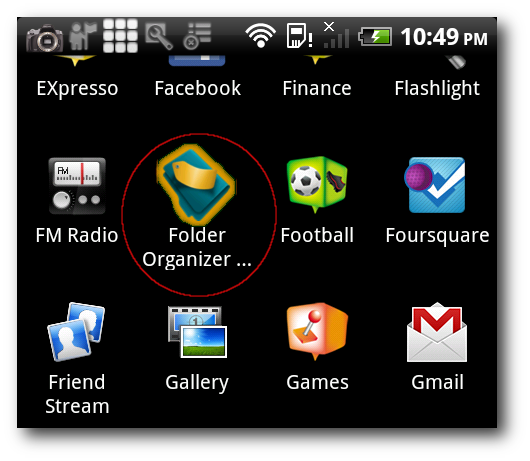 10:49 PM
EXpresso Facebook Finance Flashlight
FM
FM Radio Folder Football Foursquare
Organizer ...
1
Friend Gallery Games Gmail
Stream